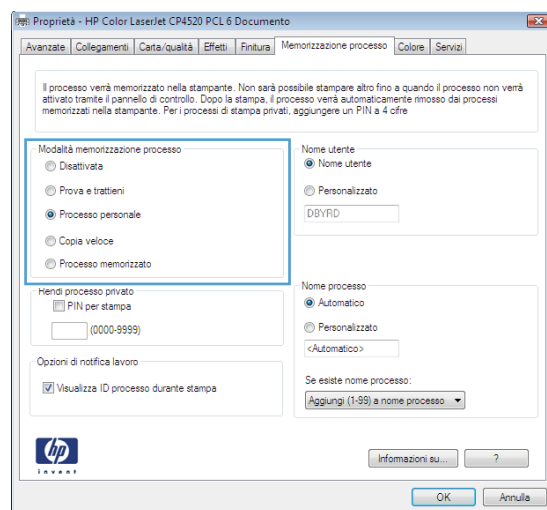 Proprietà - HP Color LaserJet CP4520 PCL 6 Documento
Avanzate Collegamenti Carta/qualità Effetti Finitura Memorizzazione processo Colore Servizi
Il processo verrà memorizzato nella stampante. Non sarà possibile stampare altro fino a quando il processo non verrà
attivato tramite il pannello di controllo. Dopo la stampa, il processo verrà automaticamente rimosso dai processi
memorizzati nella stampante. Per i processi di stampa privati, aggiungere un PIN a 4
cifre
Modalità memorizzazione processo
Disattivata
Prova e trattieni
Processo personale
Copia veloce
Processo memorizzato
Nome utente
Nome utente
Personalizzato
DBYRD
Rendi processo privato
PIN per stampa
(0000-9999)
Nome processo
Automatico
Personalizzato
<Automatico>
Opzioni di notifica lavoro
Visualizza ID processo durante stampa
Se esiste nome processo:
Aggiungi (1-99) a nome processo
hp
invent
Informazioni su... ?
OK Annulla